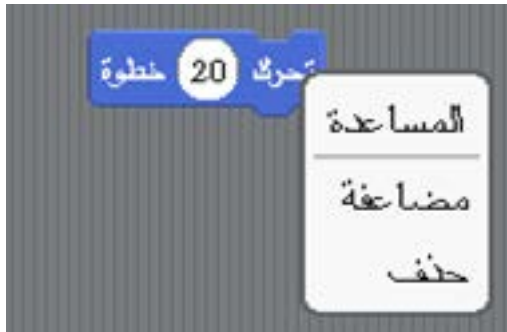 تحرك 20 خطوة
المساعدة
مضاعفة
حذف